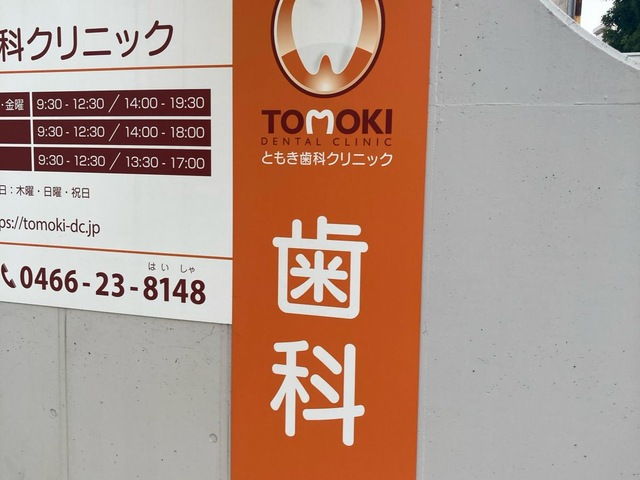 科クリニック
・金曜 9:30 - 12:30 / 14:00 - 19:30
9:30 - 12:30 / 14:00 - 18:00
9:30 - 12:30 / 13:30 - 17:00
日：木曜・日曜・祝日
ps://tomoki-dc.jp
はい しゃ
0466-23-8148
TOMOKI
DENTAL CLINIC
ともき歯科クリニック
歯科